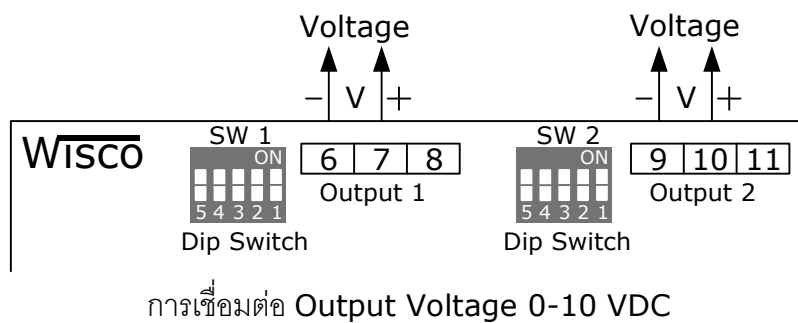 Voltage Voltage
− V + − V +
Wisco SW 1 SW 2
ON 6 7 8 ON 9 10 11
Output 1 Output 2
5 4 3 2 1 5 4 3 2 1
Dip Switch Dip Switch
การเชื่อมต่อ Output Voltage 0-10 VDC